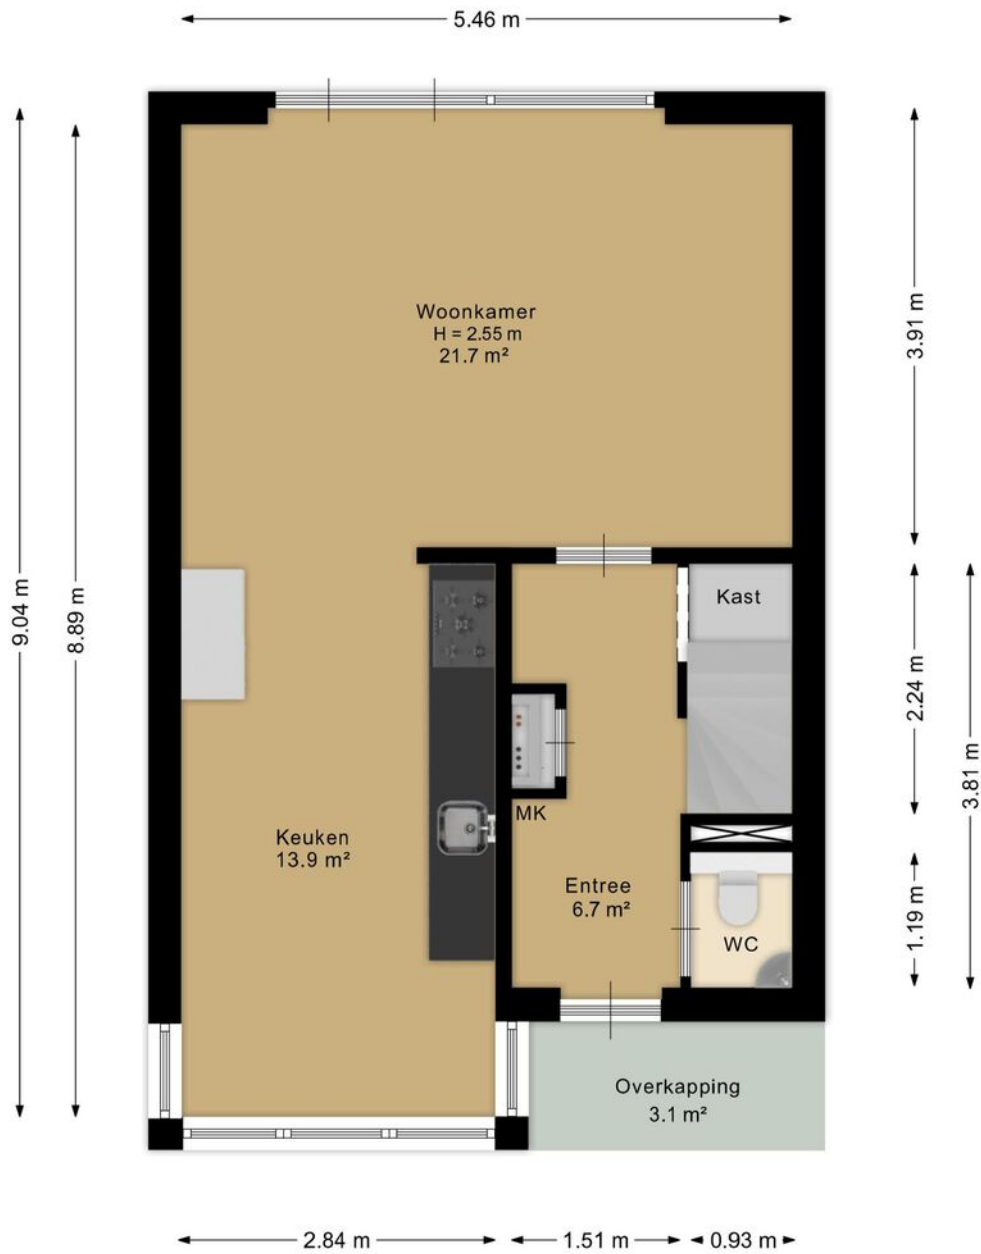 5.46 m
9.04 m
8.89 m
3.91 m
Woonkamer
H = 2.55 m
21.7 m²
Kast
2.24 m
3.81 m
MK
Keuken
13.9 m²
Entree
6.7 m²
WC
1.19 m
Overkapping
3.1 m²
2.84 m
1.51 m
0.93 m